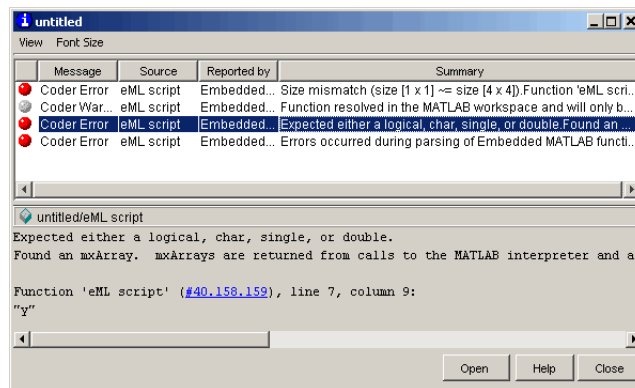 untitled
View Font Size
Message Source Reported by Summary
Coder Error eML script Embedded... Size mismatch (size [1 x 1] ~= size [4 x 4]).Function 'eML scri...
Coder War... eML script Embedded... Function resolved in the MATLAB workspace and will only b...
Coder Error eML script Embedded... Expected either a logical, char, single, or double.Found an ...
Coder Error eML script Embedded... Errors occurred during parsing of Embedded MATLAB functi...
untitled/eML script
Expected either a logical, char, single, or double.
Found an mxArray. mxArrays are returned from calls to the MATLAB interpreter and a
Function 'eML script' (#40.158.159), line 7, column 9:
"y"
Open Help Close